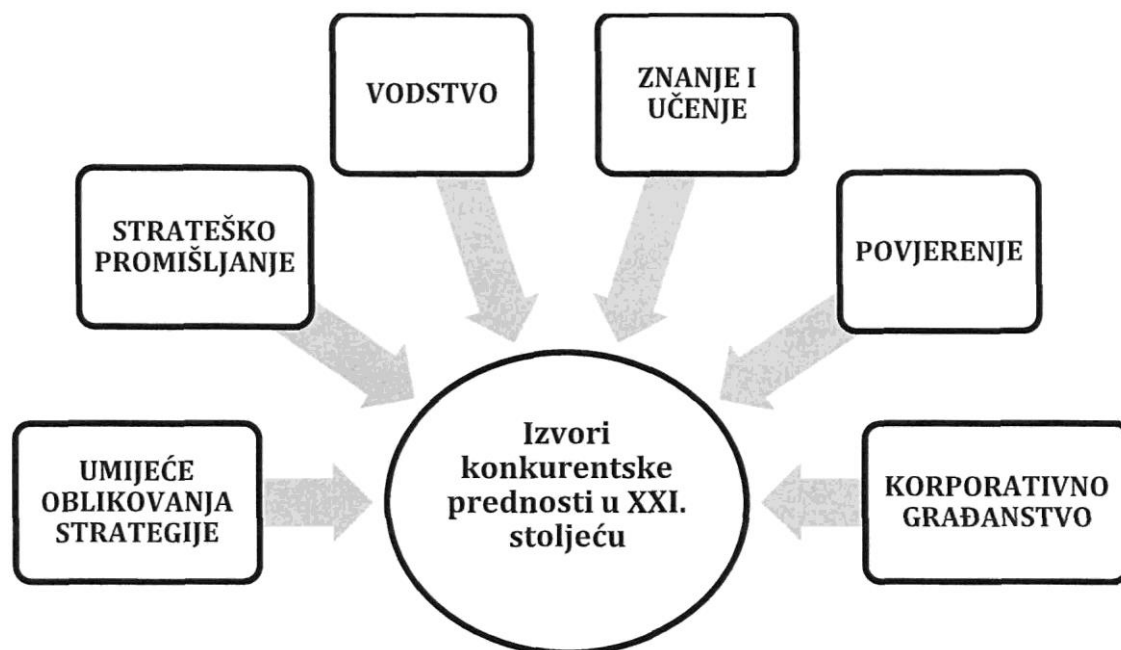 VODSTVO
ZNANJE I
UČENJE
STRATEŠKO
PROMIŠLJANJE
POVJERENJE
UMIJEĆE
OBLIKOVANJA
STRATEGIJE
Izvori
konkurentske
prednosti u XXI.
stoljeću
KORPORATIVNO
GRAĐANSTVO